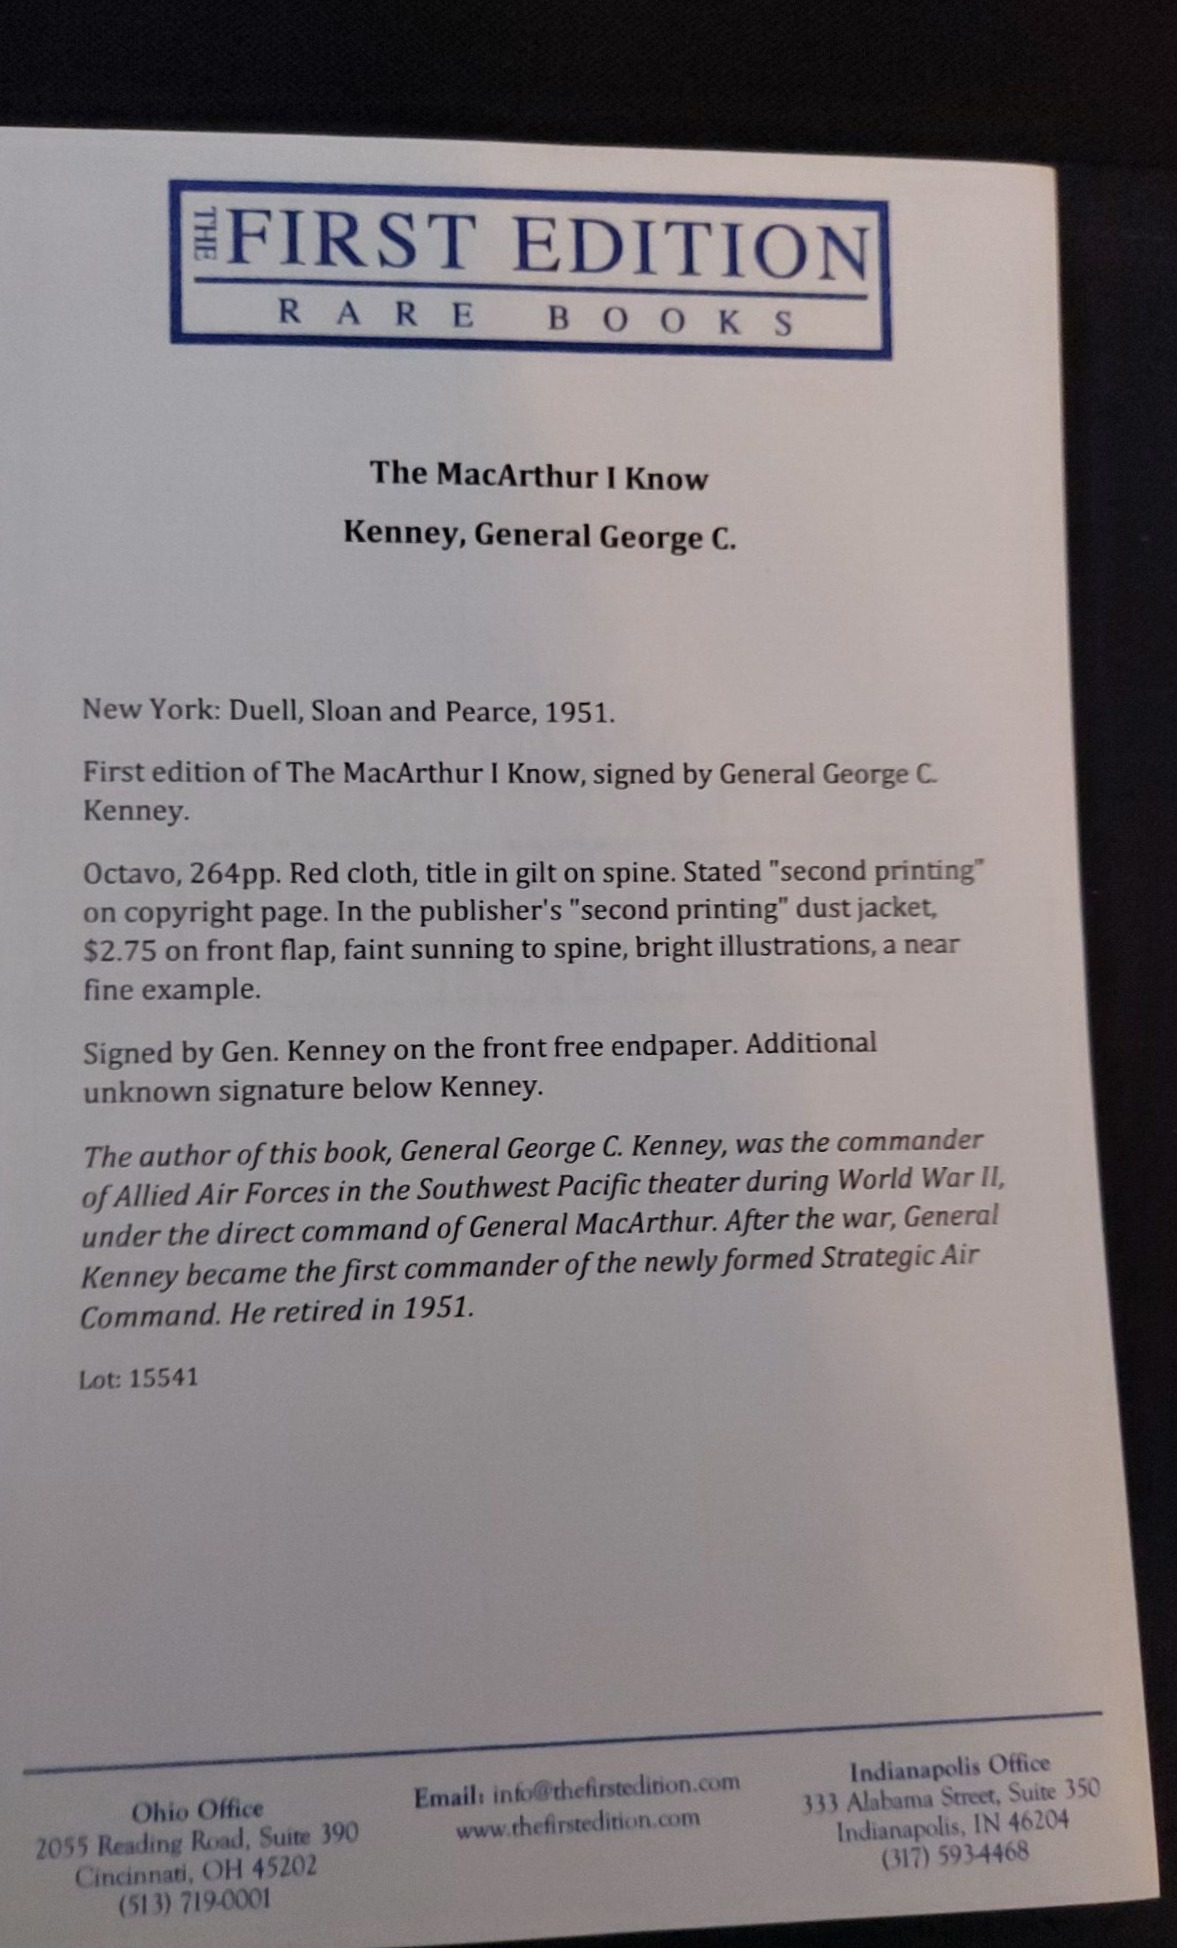 THE FIRST EDITION
RARE BOOKS
The MacArthur I Know
Kenney, General George C.
New York: Duell, Sloan and Pearce, 1951.
First edition of The MacArthur I Know, signed by General George C.
Kenney.
Octavo, 264pp. Red cloth, title in gilt on spine. Stated "second printing"
on copyright page. In the publisher's "second printing" dust jacket,
$2.75 on front flap, faint sunning to spine, bright illustrations, a near
fine example.
Signed by Gen. Kenney on the front free endpaper. Additional
unknown signature below Kenney.
The author of this book, General George C. Kenney, was the commander
of Allied Air Forces in the Southwest Pacific theater during World War II,
under the direct command of General MacArthur. After the war, General
Kenney became the first commander of the newly formed Strategic Air
Command. He retired in 1951.
Lot: 15541
Ohio Office
2055 Reading Road, Suite 390
Cincinnati, OH 45202
(513) 719-0001
Email: info@thefirstedition.com
www.thefirstedition.com
Indianapolis Office
333 Alabama Street, Suite 350
Indianapolis, IN 46204
(317) 593-4468